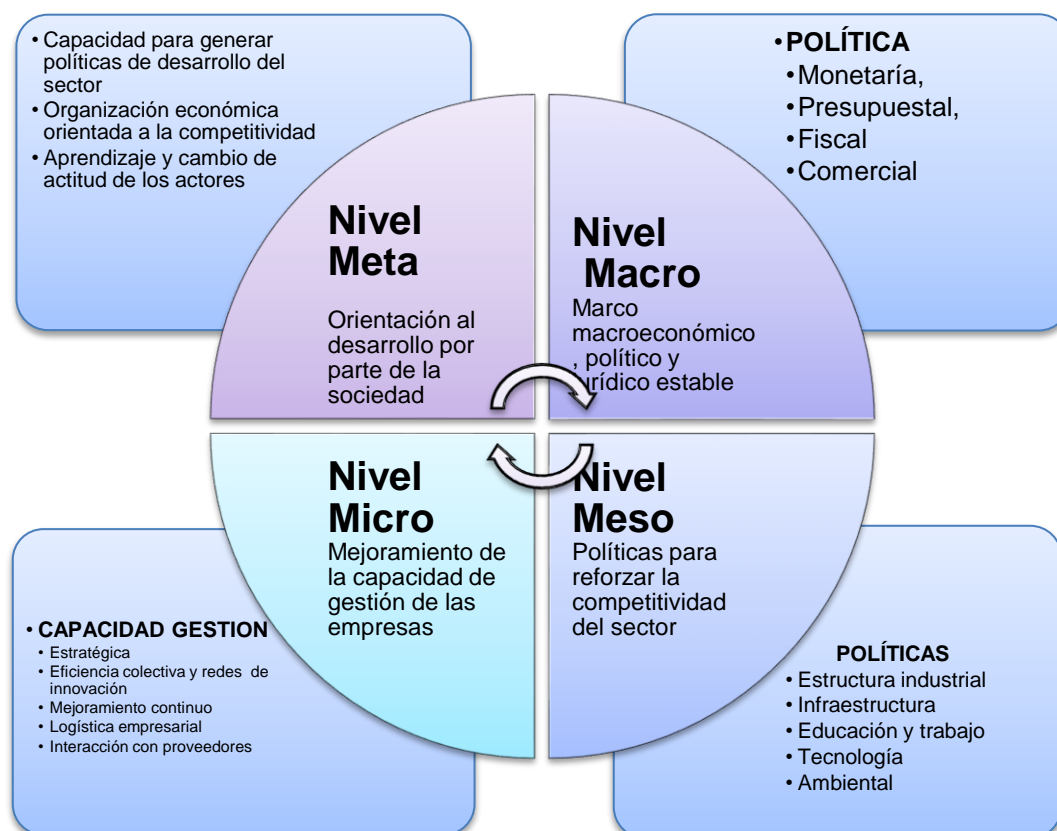 • Capacidad para generar
políticas de desarrollo del
sector
• Organización económica
orientada a la competitividad
• Aprendizaje y cambio de
actitud de los actores
• POLÍTICA
• Monetaría,
• Presupuestal,
• Fiscal
• Comercial
Nivel
Meta
Orientación al
desarrollo por
parte de la
sociedad
Nivel
Macro
Marco
macroeconómico
, político y
jurídico estable
Nivel
Micro
Mejoramiento de
la capacidad de
gestión de las
empresas
Nivel
Meso
Políticas para
reforzar la
competitividad
del sector
• CAPACIDAD GESTION
• Estratégica
• Eficiencia colectiva y redes de
innovación
• Mejoramiento continuo
• Logística empresarial
• Interacción con proveedores
POLÍTICAS
• Estructura industrial
• Infraestructura
• Educación y trabajo
• Tecnología
• Ambiental